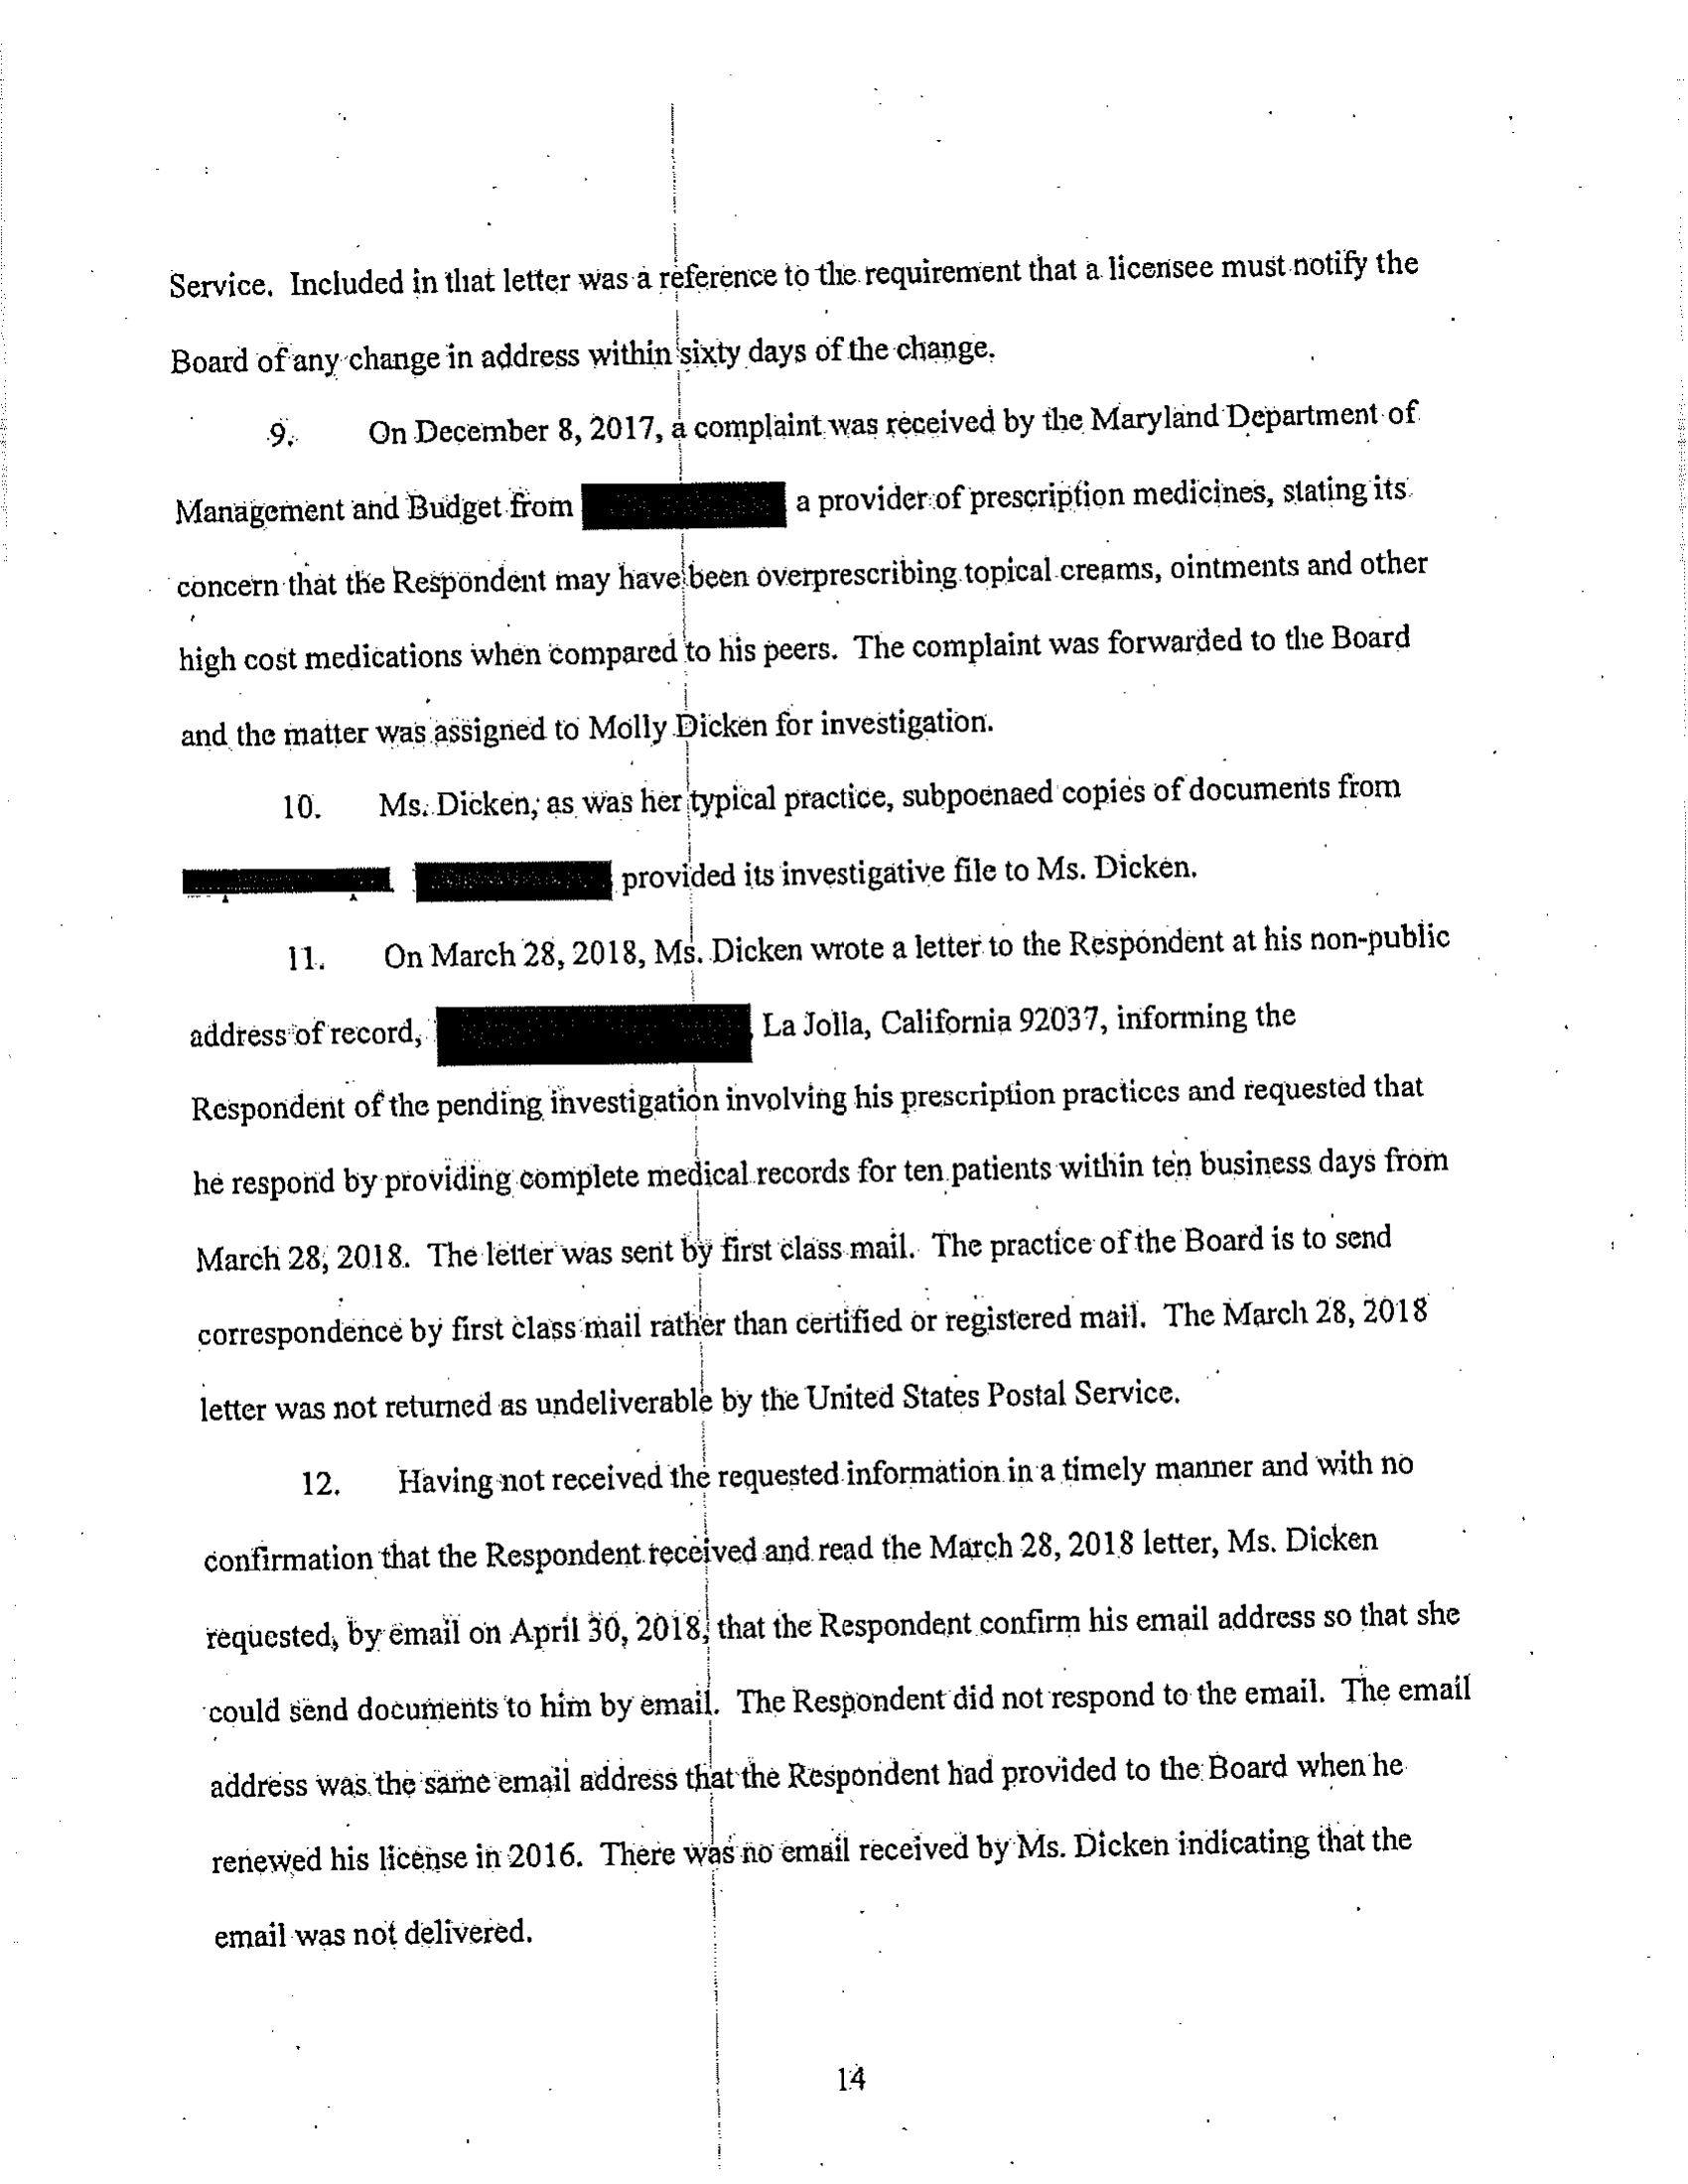 Service. Included in that letter was a reference to the requirement that a licensee must notify the
Board of any change in address within sixty days of the change.
9. On December 8, 2017, a complaint was received by the Maryland Department of
Management and Budget from a provider of prescription medicines, stating its
concern that the Respondent may have been overprescribing topical creams, ointments and other
high cost medications when compared to his peers. The complaint was forwarded to the Board
and the matter was assigned to Molly Dicken for investigation.
10. Ms. Dicken, as was her typical practice, subpoenaed copies of documents from
provided its investigative file to Ms. Dicken.
11. On March 28, 2018, Ms. Dicken wrote a letter to the Respondent at his non-public
address of record, La Jolla, California 92037, informing the
Respondent of the pending investigation involving his prescription practices and requested that
he respond by providing complete medical records for ten patients within ten business days from
March 28, 2018. The letter was sent by first class mail. The practice of the Board is to send
correspondence by first class mail rather than certified or registered mail. The March 28, 2018
letter was not returned as undeliverable by the United States Postal Service.
12. Having not received the requested information in a timely manner and with no
confirmation that the Respondent received and read the March 28, 2018 letter, Ms. Dicken
requested, by email on April 30, 2018, that the Respondent confirm his email address so that she
could send documents to him by email. The Respondent did not respond to the email. The email
address was the same email address that the Respondent had provided to the Board when he
renewed his license in 2016. There was no email received by Ms. Dicken indicating that the
email was not delivered.
14